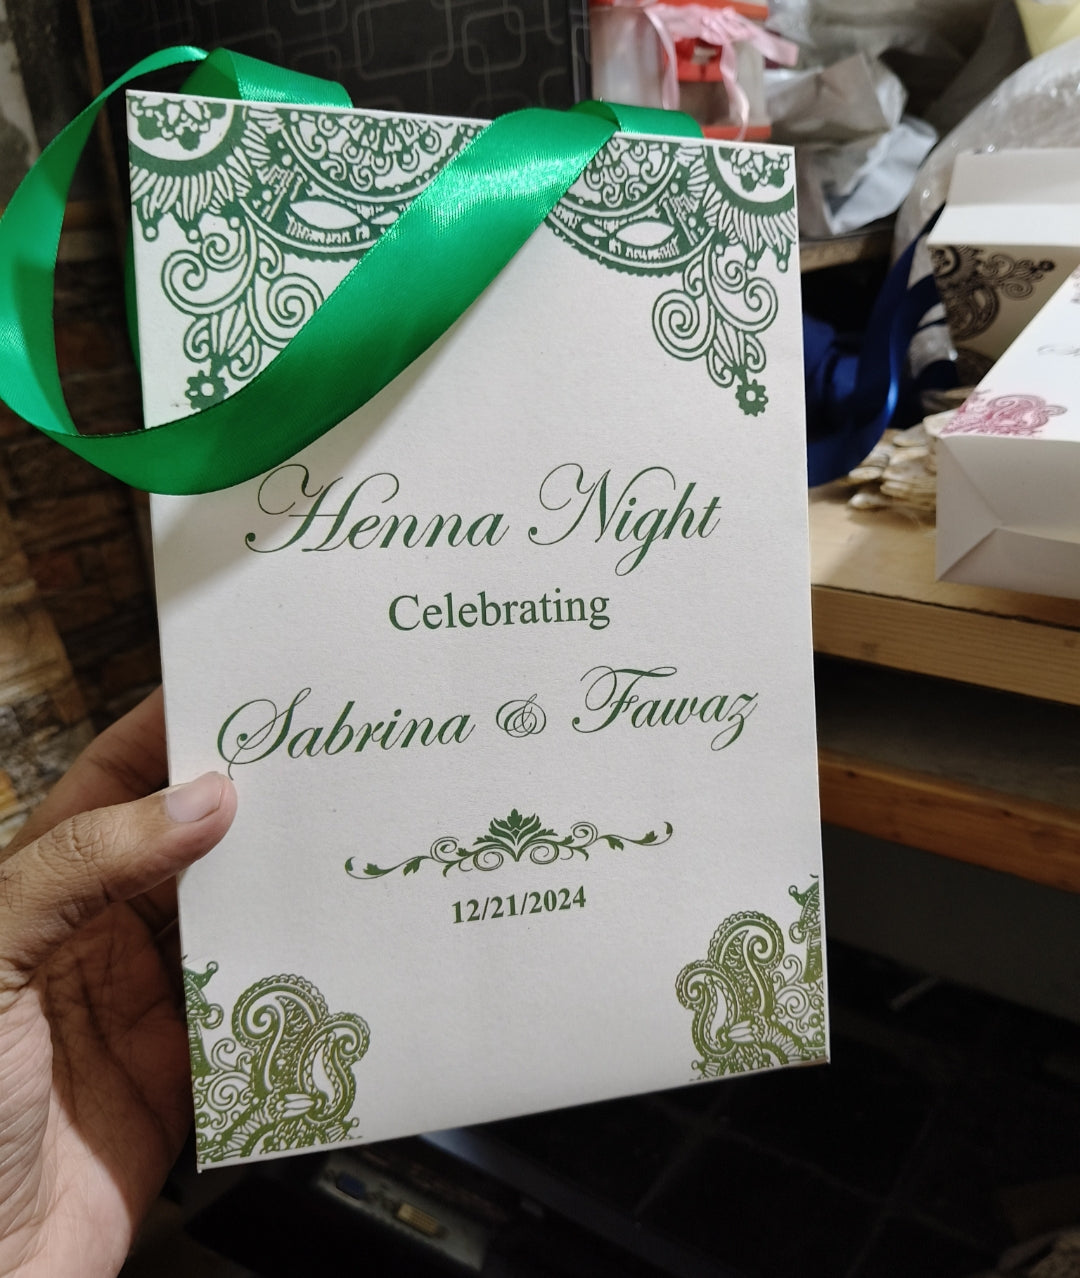 Henna Night
Celebrating
Sabrina & Fawaz
12/21/2024